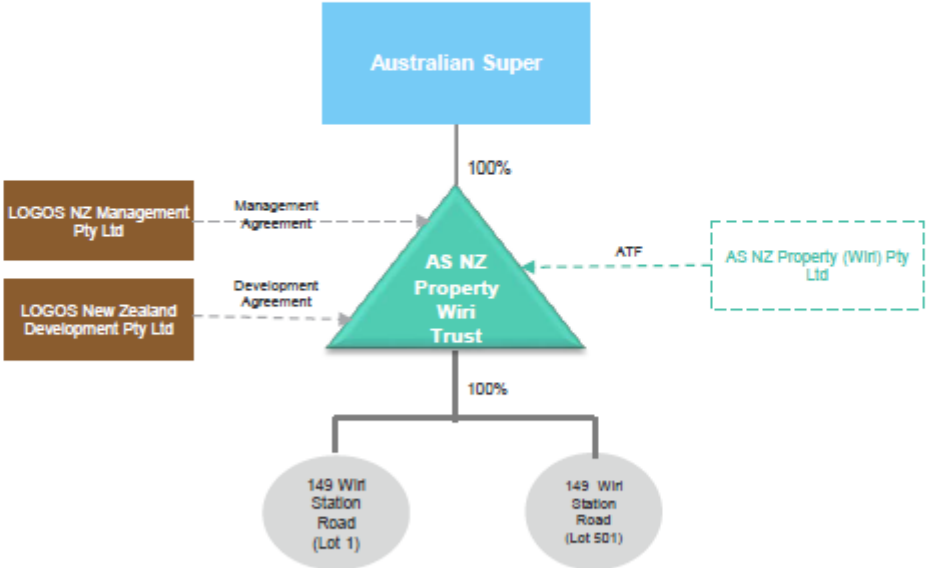 Australian Super
100%
LOGOS NZ Management
Pty Ltd
Management
Agreement
AS NZ
Property
Wiri
Trust
ATF
AS NZ Property (Wiri) Pty
Ltd
LOGOS New Zealand
Development Pty Ltd
Development
Agreement
100%
149 Wiri
Station
Road
(Lot 1)
149 Wiri
Station
Road
(Lot 501)